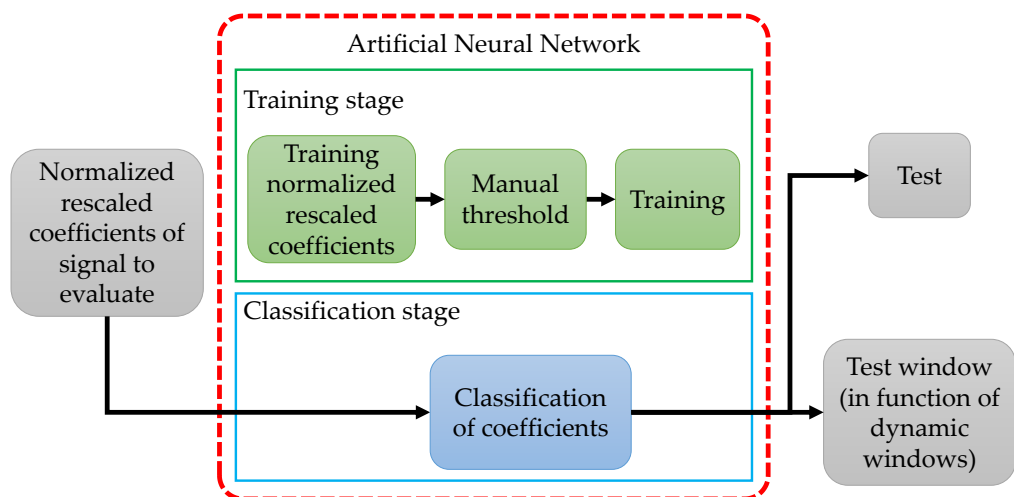 Artificial Neural Network
Training stage
Training
normalized
rescaled
coefficients
Manual
threshold
Training
Normalized
rescaled
coefficients of
signal to
evaluate
Test
Classification stage
Classification
of coefficients
Test window
(in function of
dynamic
windows)